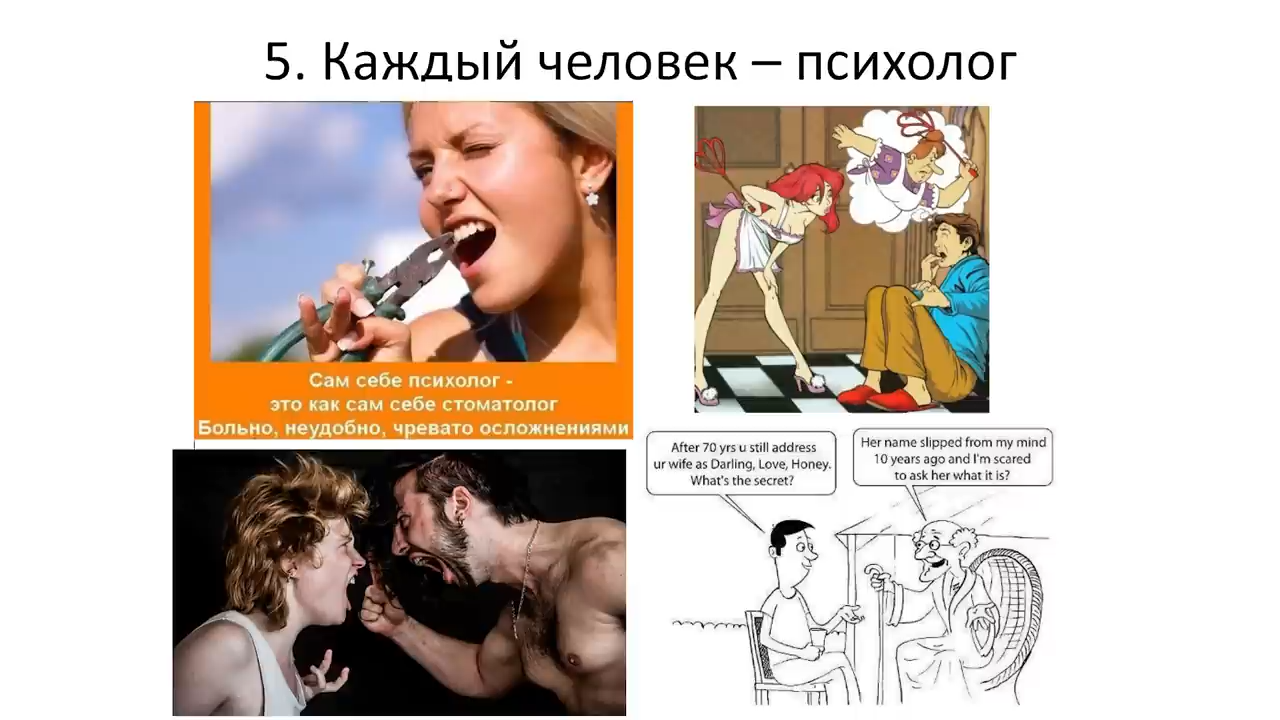 5. Каждый человек – психолог
Сам себе психолог -
это как сам себе стоматолог
Больно, неудобно, чревато осложнениями
After 70 yrs u still address
ur wife as Darling, Love, Honey.
What's the secret?
Her name slipped from my mind
10 years ago and I'm scared
to ask her what it is?